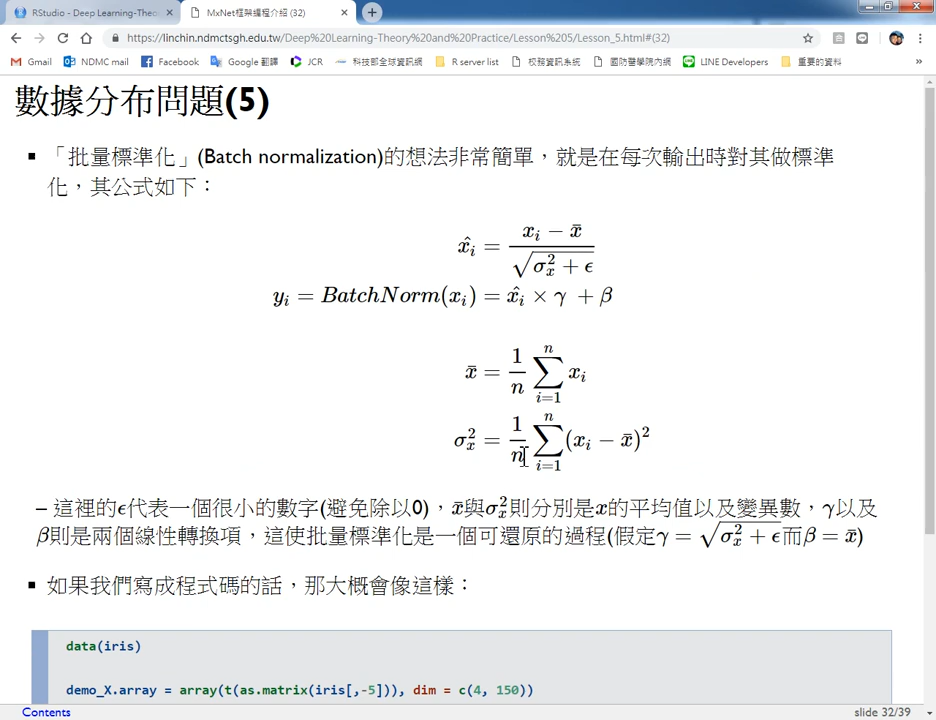 RStudio - Deep Learning-Theo
MxNet框架編程介紹 (32)
https://linchin.ndmctsgh.edu.tw/Deep%20Learning-Theory%20and%20Practice/Lesson%205/Lesson_5.html#(32)
Gmail NDMC mail Facebook Google 翻譯 JCR 科技部全球資訊網 R server list 校務資訊系統 國防醫學院內網 LINE Developers 重要的資料 »
數據分布問題(5)
「批量標準化」(Batch normalization)的想法非常簡單，就是在每次輸出時對其做標準
化，其公式如下：
x̂ᵢ = (xᵢ − x̄) / √(σₓ² + ϵ)
yᵢ = BatchNorm(xᵢ) = x̂ᵢ × γ + β
x̄ = 1/n ∑ⁿᵢ₌₁ xᵢ
σₓ² = 1/n ∑ⁿᵢ₌₁ (xᵢ − x̄)²
– 這裡的ϵ代表一個很小的數字(避免除以0)，x̄與σₓ²則分別是x的平均值以及變異數，γ以及
β則是兩個線性轉換項，這使批量標準化是一個可還原的過程(假定γ = √(σₓ² + ϵ)而β = x̄)
如果我們寫成程式碼的話，那大概會像這樣：
data(iris)
demo_X.array = array(t(as.matrix(iris[,-5])), dim = c(4, 150))
Contents
slide 32/39